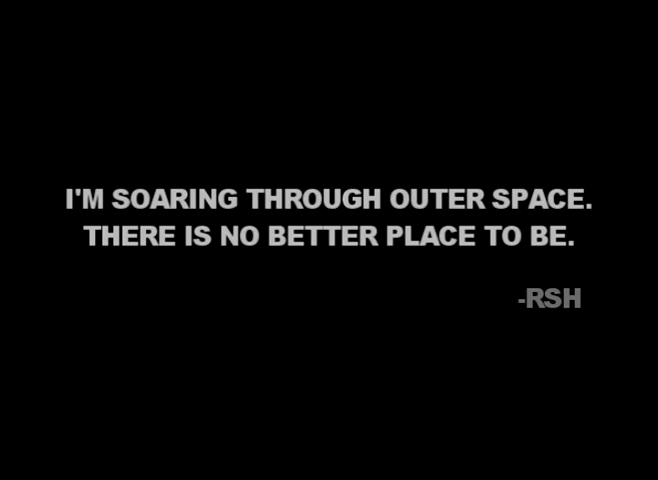 I'M SOARING THROUGH OUTER SPACE.
THERE IS NO BETTER PLACE TO BE.
-RSH